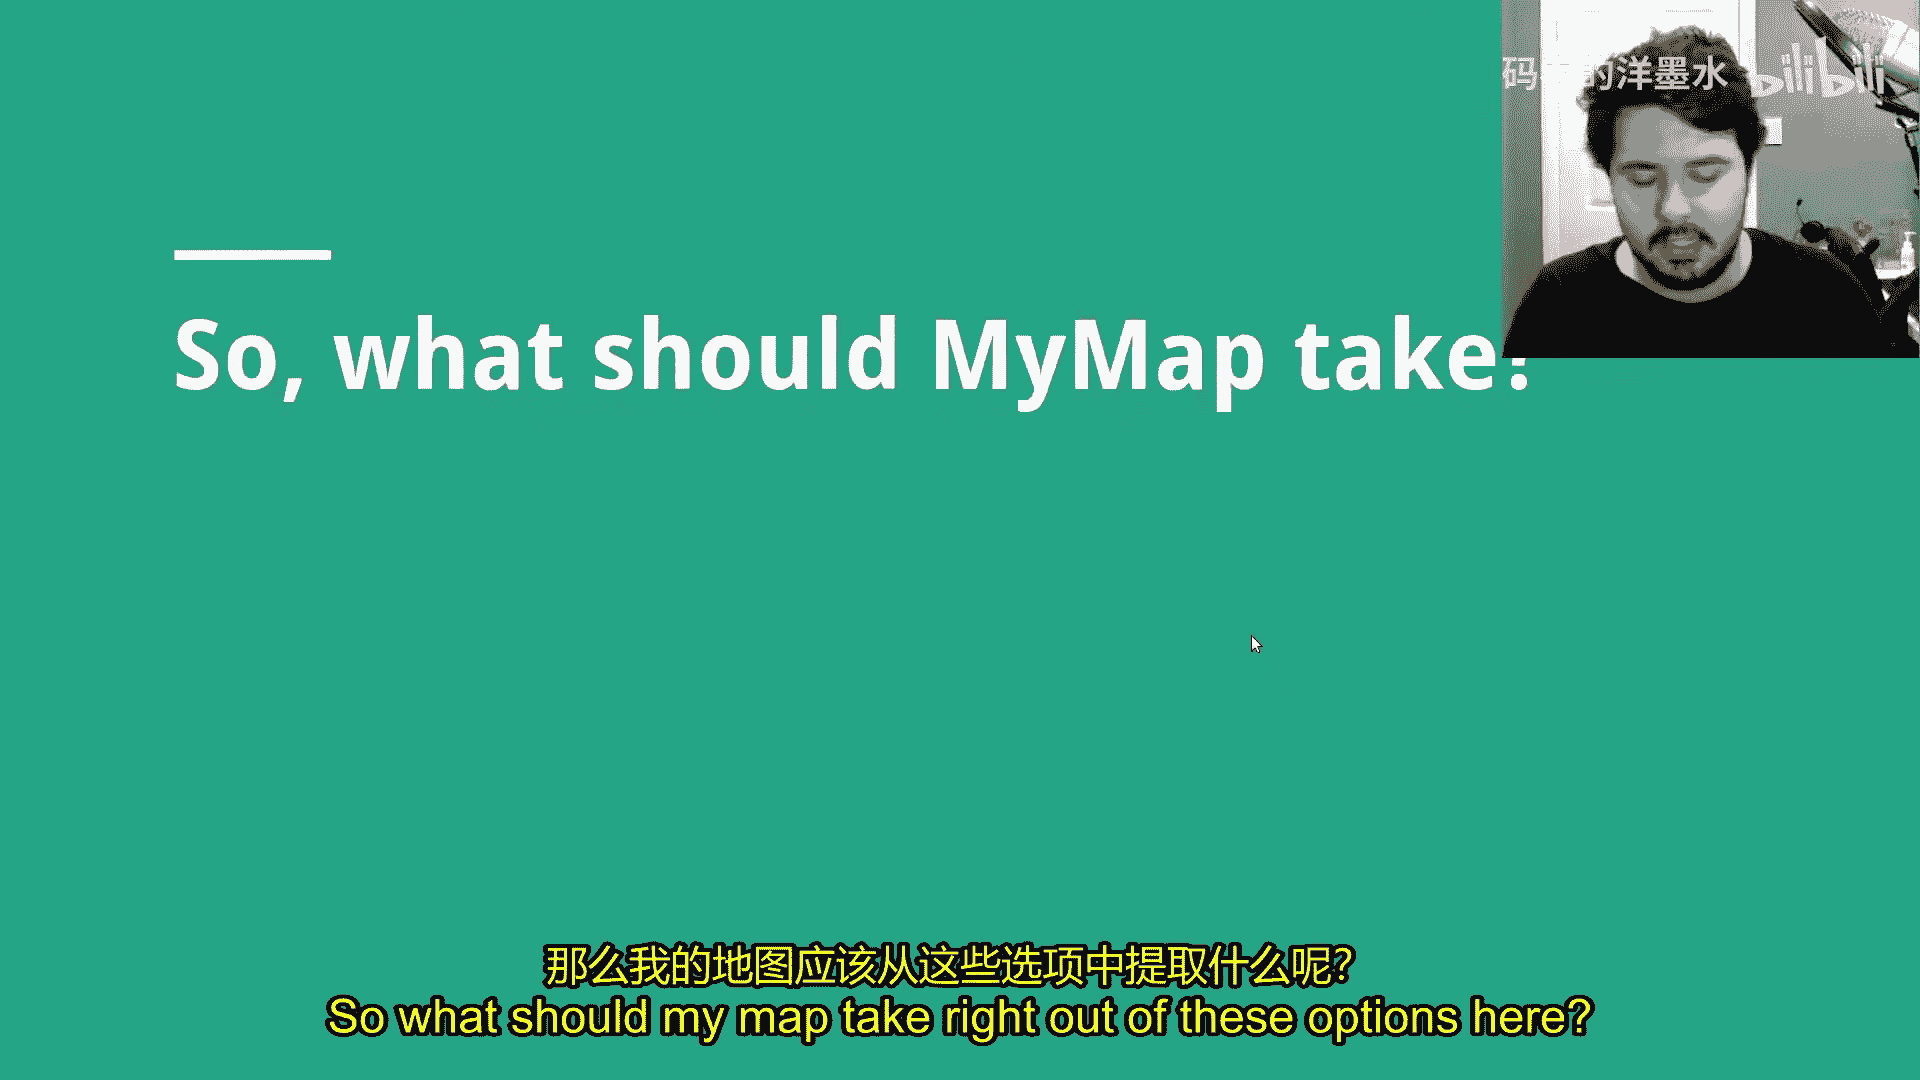 码 的洋墨水 bilibili
So, what should MyMap take?
那么我的地图应该从这些选项中提取什么呢?
So what should my map take right out of these options here?